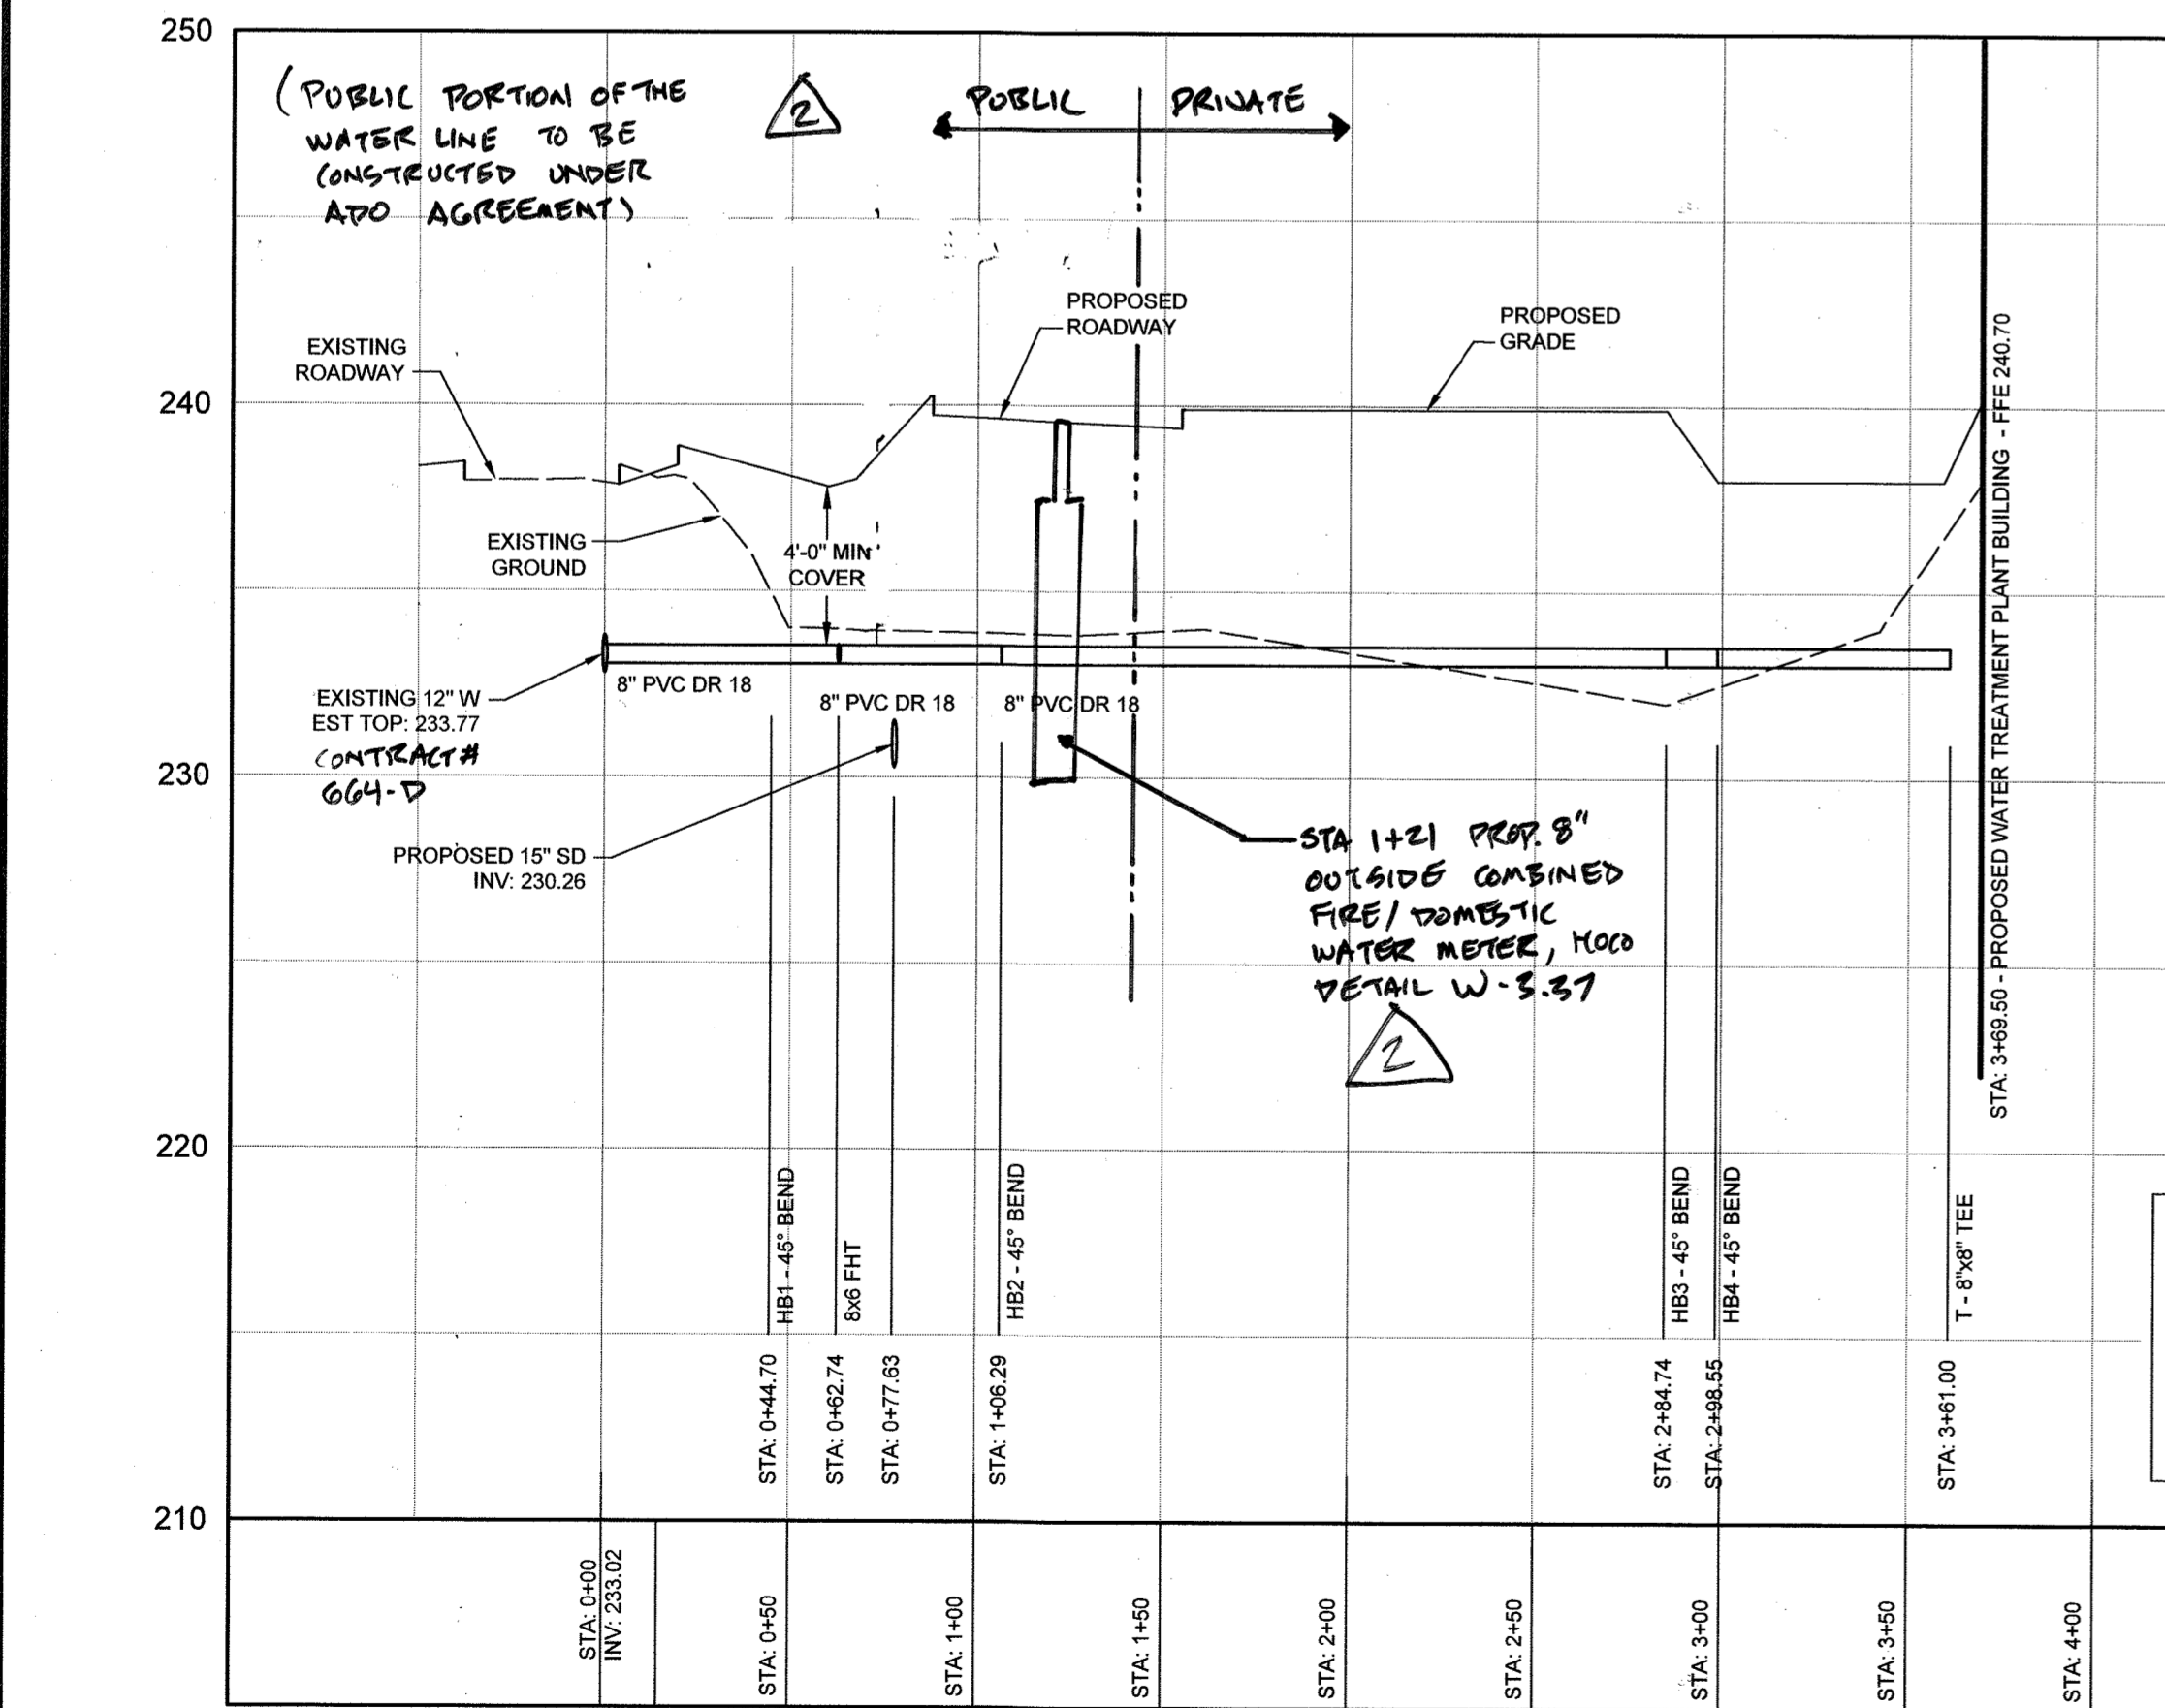 250
(PUBLIC PORTION OF THE
WATER LINE TO BE
CONSTRUCTED UNDER
ADO AGREEMENT)
2
PUBLIC
PRIVATE
PROPOSED
ROADWAY
PROPOSED
GRADE
EXISTING
ROADWAY
240
EXISTING
GROUND
4'-0" MIN
COVER
EXISTING 12" W
EST TOP: 233.77
CONTRACT#
664-D
8" PVC DR 18
8" PVC DR 18
8" PVC DR 18
230
PROPOSED 15" SD
INV: 230.26
STA 1+21 PROP. 8"
OUTSIDE COMBINED
FIRE/DOMESTIC
WATER METER, HOCO
DETAIL W-3.37
2
STA: 3+69.50 - PROPOSED WATER TREATMENT PLANT BUILDING - FFE 240.70
220
HB1 - 45° BEND
8x6 FHT
HB2 - 45° BEND
HB3 - 45° BEND
HB4 - 45° BEND
T - 8"x8" TEE
STA: 0+44.70
STA: 0+62.74
STA: 0+77.63
STA: 1+06.29
STA: 2+84.74
STA: 2+98.55
STA: 3+61.00
210
STA: 0+00
INV: 233.02
STA: 0+50
STA: 1+00
STA: 1+50
STA: 2+00
STA: 2+50
STA: 3+00
STA: 3+50
STA: 4+00